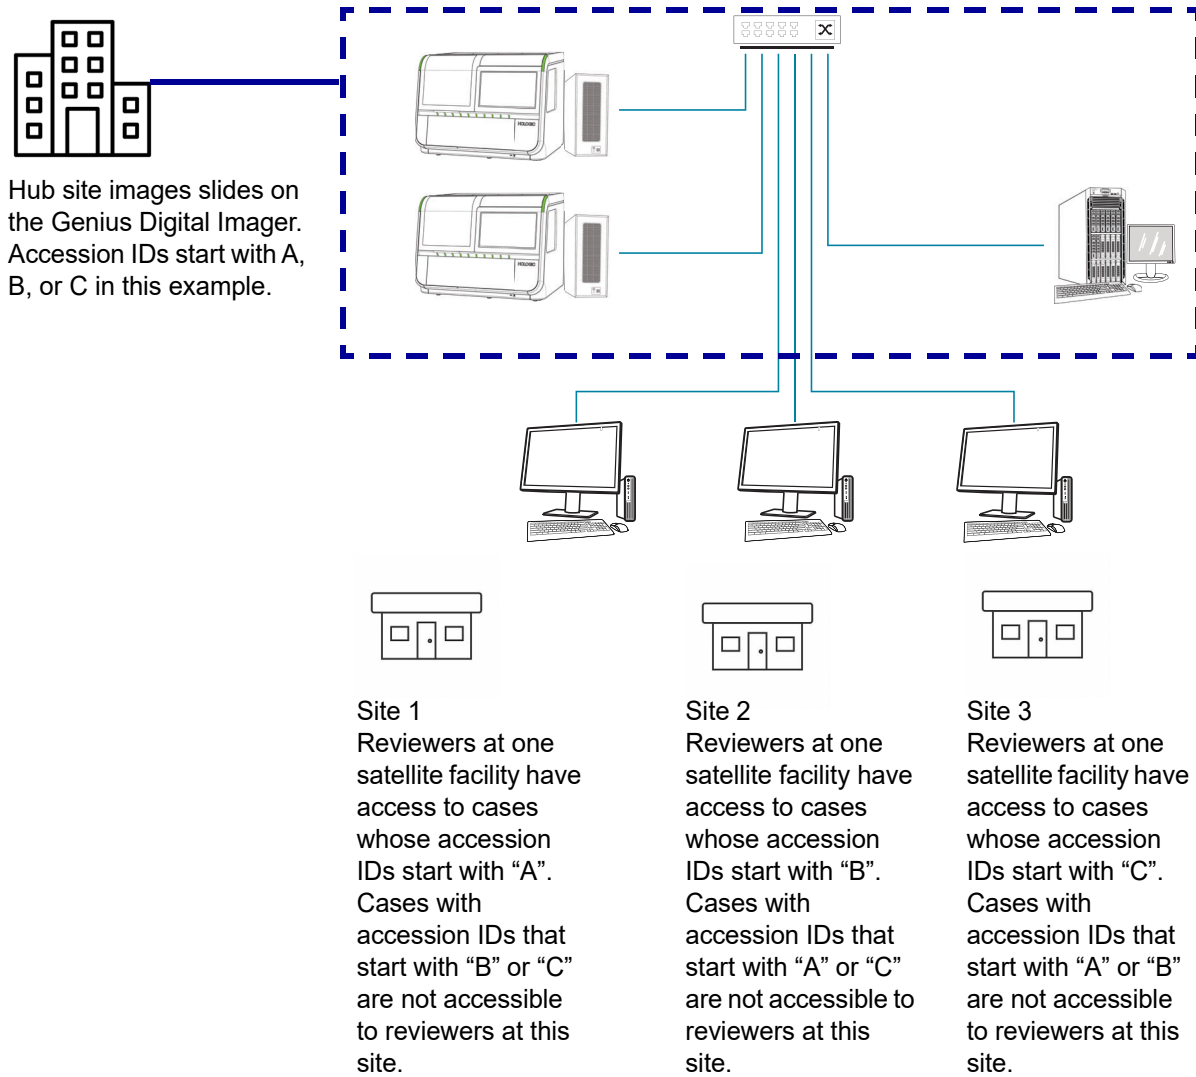 HOLOGIC
HOLOGIC
Hub site images slides on
the Genius Digital Imager.
Accession IDs start with A,
B, or C in this example.
Site 1
Reviewers at one
satellite facility have
access to cases
whose accession
IDs start with “A”.
Cases with
accession IDs that
start with “B” or “C”
are not accessible
to reviewers at this
site.
Site 2
Reviewers at one
satellite facility have
access to cases
whose accession
IDs start with “B”.
Cases with
accession IDs that
start with “A” or “C”
are not accessible to
reviewers at this
site.
Site 3
Reviewers at one
satellite facility have
access to cases
whose accession
IDs start with “C”.
Cases with
accession IDs that
start with “A” or “B”
are not accessible
to reviewers at this
site.